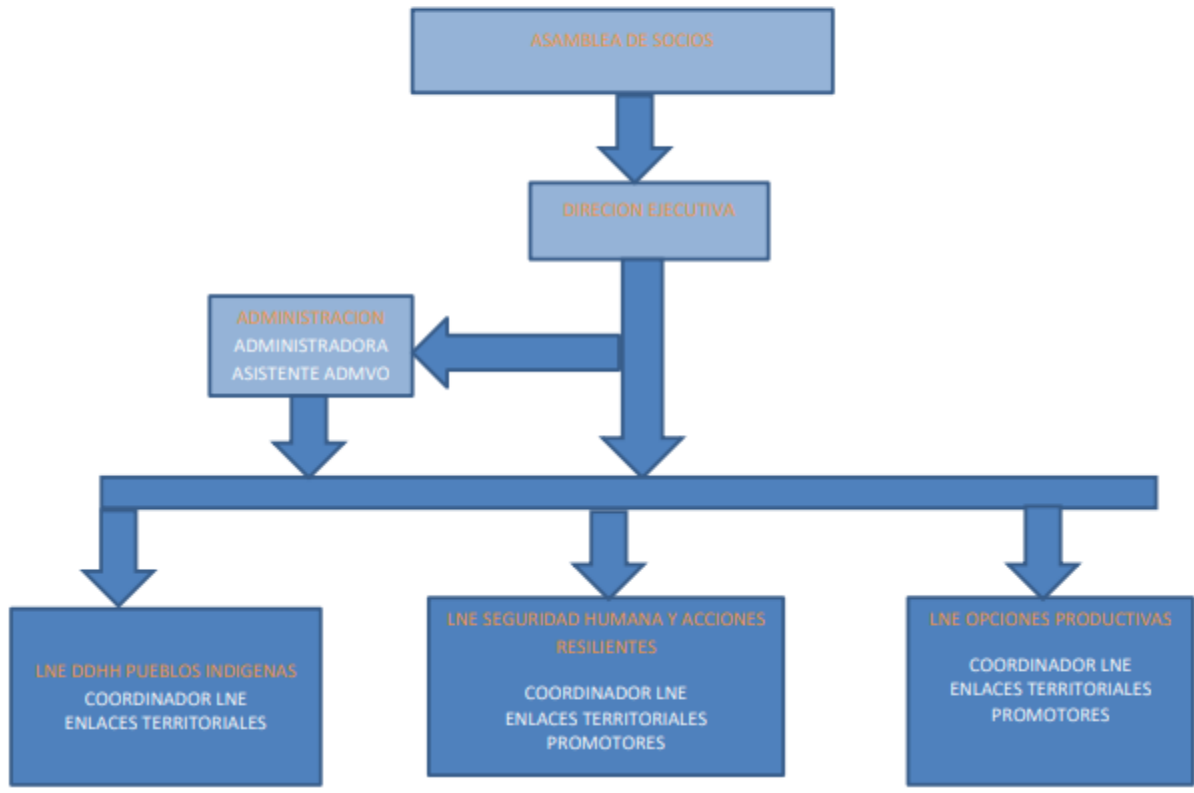 ASAMBLEA DE SOCIOS
DIRECION EJECUTIVA
ADMINISTRACION
ADMINISTRADORA
ASISTENTE ADMVO
LNE DDHH PUEBLOS INDIGENAS
COORDINADOR LNE
ENLACES TERRITORIALES
LNE SEGURIDAD HUMANA Y ACCIONES
RESILIENTES
COORDINADOR LNE
ENLACES TERRITORIALES
PROMOTORES
LNE OPCIONES PRODUCTIVAS
COORDINADOR LNE
ENLACES TERRITORIALES
PROMOTORES